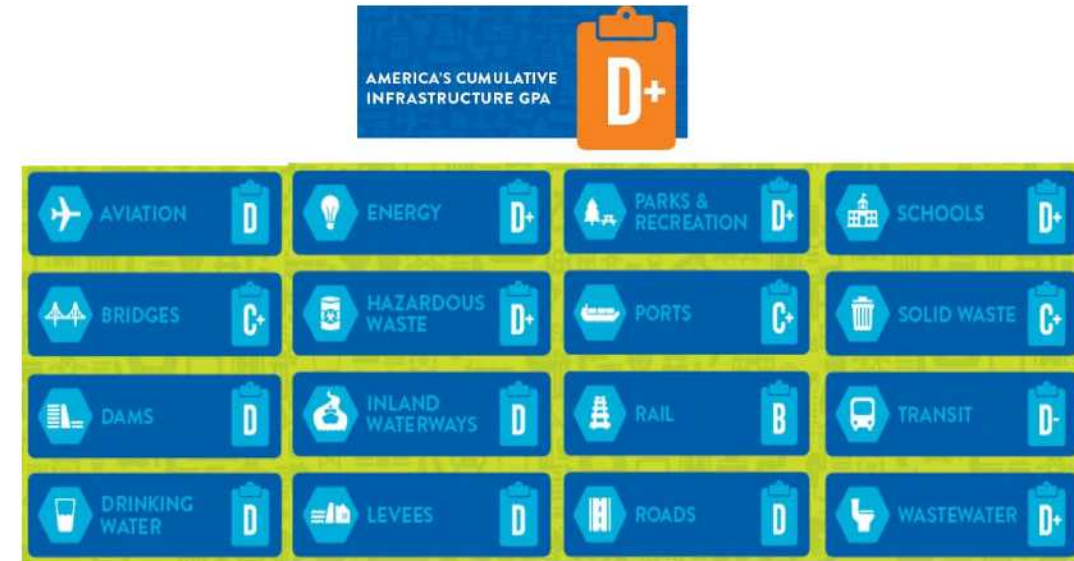 AMERICA'S CUMULATIVE
INFRASTRUCTURE GPA
D+
AVIATION D
ENERGY D+
PARKS &
RECREATION D+
SCHOOLS D+
BRIDGES C+
HAZARDOUS
WASTE D+
PORTS C+
SOLID WASTE C+
DAMS D
INLAND
WATERWAYS D
RAIL B
TRANSIT D-
DRINKING
WATER D
LEVEES D
ROADS D
WASTEWATER D+